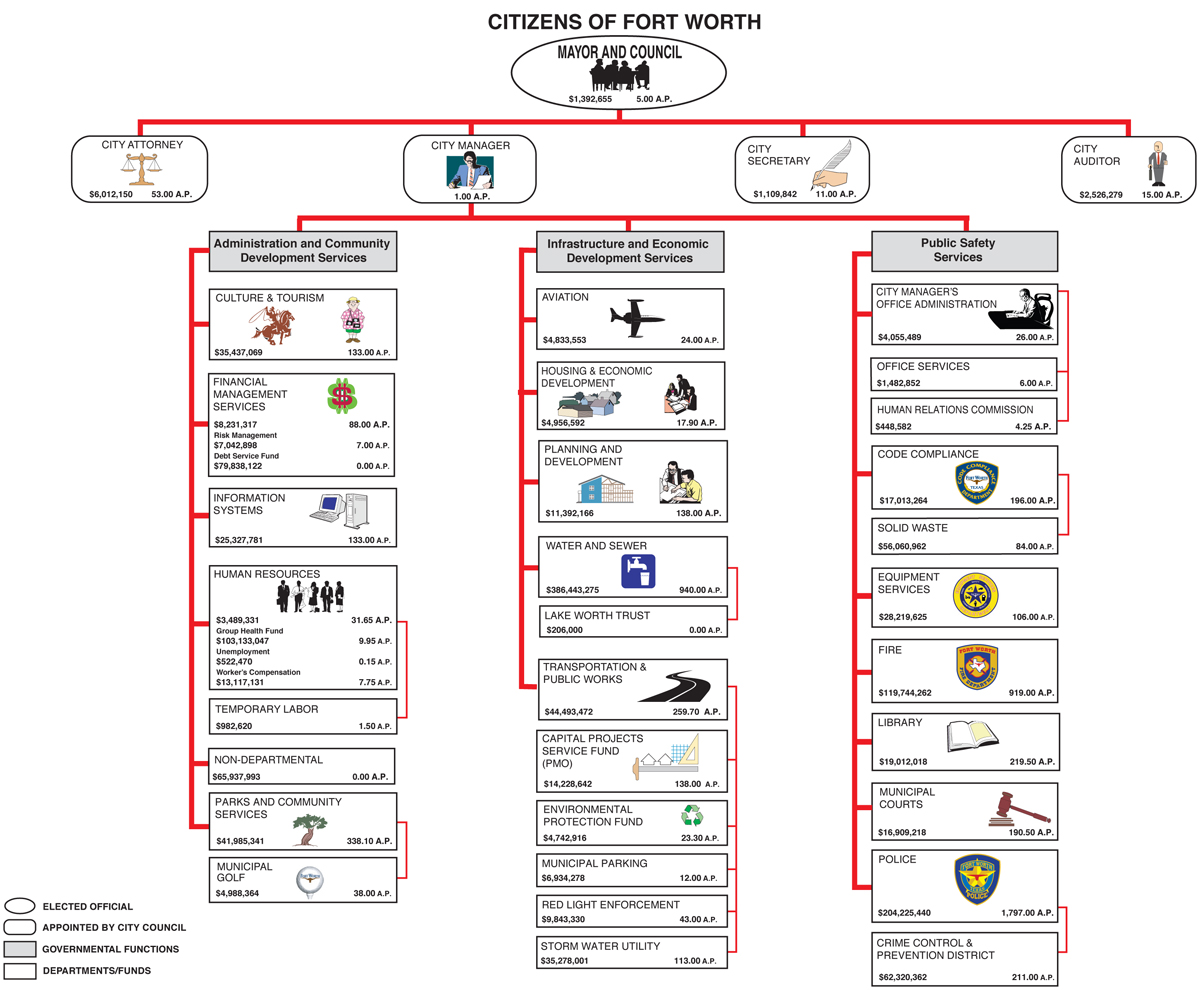 CITIZENS OF FORT WORTH
MAYOR AND COUNCIL
$1,392,655 5.00 A.P.
CITY ATTORNEY
$6,012,150 53.00 A.P.
CITY MANAGER
1.00 A.P.
CITY
SECRETARY
$1,109,842 11.00 A.P.
CITY
AUDITOR
$2,526,279 15.00 A.P.
Administration and Community
Development Services
CULTURE & TOURISM
$35,437,069 133.00 A.P.
FINANCIAL
MANAGEMENT
SERVICES
$8,231,317 88.00 A.P.
Risk Management
$7,042,898 7.00 A.P.
Debt Service Fund
$79,838,122 0.00 A.P.
INFORMATION
SYSTEMS
$25,327,781 133.00 A.P.
HUMAN RESOURCES
$3,489,331 31.65 A.P.
Group Health Fund
$103,133,047 9.95 A.P.
Unemployment
$522,470 0.15 A.P.
Worker's Compensation
$13,117,131 7.75 A.P.
TEMPORARY LABOR
$982,620 1.50 A.P.
NON-DEPARTMENTAL
$65,937,993 0.00 A.P.
PARKS AND COMMUNITY
SERVICES
$41,985,341 338.10 A.P.
MUNICIPAL
GOLF
FORT WORTH
$4,988,364 38.00 A.P.
Infrastructure and Economic
Development Services
AVIATION
$4,833,553 24.00 A.P.
HOUSING & ECONOMIC
DEVELOPMENT
$4,956,592 17.90 A.P.
PLANNING AND
DEVELOPMENT
$11,392,166 138.00 A.P.
WATER AND SEWER
$386,443,275 940.00 A.P.
LAKE WORTH TRUST
$206,000 0.00 A.P.
TRANSPORTATION &
PUBLIC WORKS
$44,493,472 259.70 A.P.
CAPITAL PROJECTS
SERVICE FUND
(PMO)
$14,228,642 138.00 A.P.
ENVIRONMENTAL
PROTECTION FUND
$4,742,916 23.30 A.P.
MUNICIPAL PARKING
$6,934,278 12.00 A.P.
RED LIGHT ENFORCEMENT
$9,843,330 43.00 A.P.
STORM WATER UTILITY
$35,278,001 113.00 A.P.
Public Safety
Services
CITY MANAGER'S
OFFICE ADMINISTRATION
$4,055,489 26.00 A.P.
OFFICE SERVICES
$1,482,852 6.00 A.P.
HUMAN RELATIONS COMMISSION
$448,582 4.25 A.P.
CODE COMPLIANCE
CODE COMPLIANCE
FORT WORTH
TEXAS
DEPARTMENT
$17,013,264 196.00 A.P.
SOLID WASTE
$56,060,962 84.00 A.P.
EQUIPMENT
SERVICES
$28,219,625 106.00 A.P.
FIRE
FORT WORTH
FIRE DEPARTMENT
$119,744,262 919.00 A.P.
LIBRARY
$19,012,018 219.50 A.P.
MUNICIPAL
COURTS
$16,909,218 190.50 A.P.
POLICE
FORT WORTH
TEXAS
POLICE
$204,225,440 1,797.00 A.P.
CRIME CONTROL &
PREVENTION DISTRICT
$62,320,362 211.00 A.P.
ELECTED OFFICIAL
APPOINTED BY CITY COUNCIL
GOVERNMENTAL FUNCTIONS
DEPARTMENTS/FUNDS